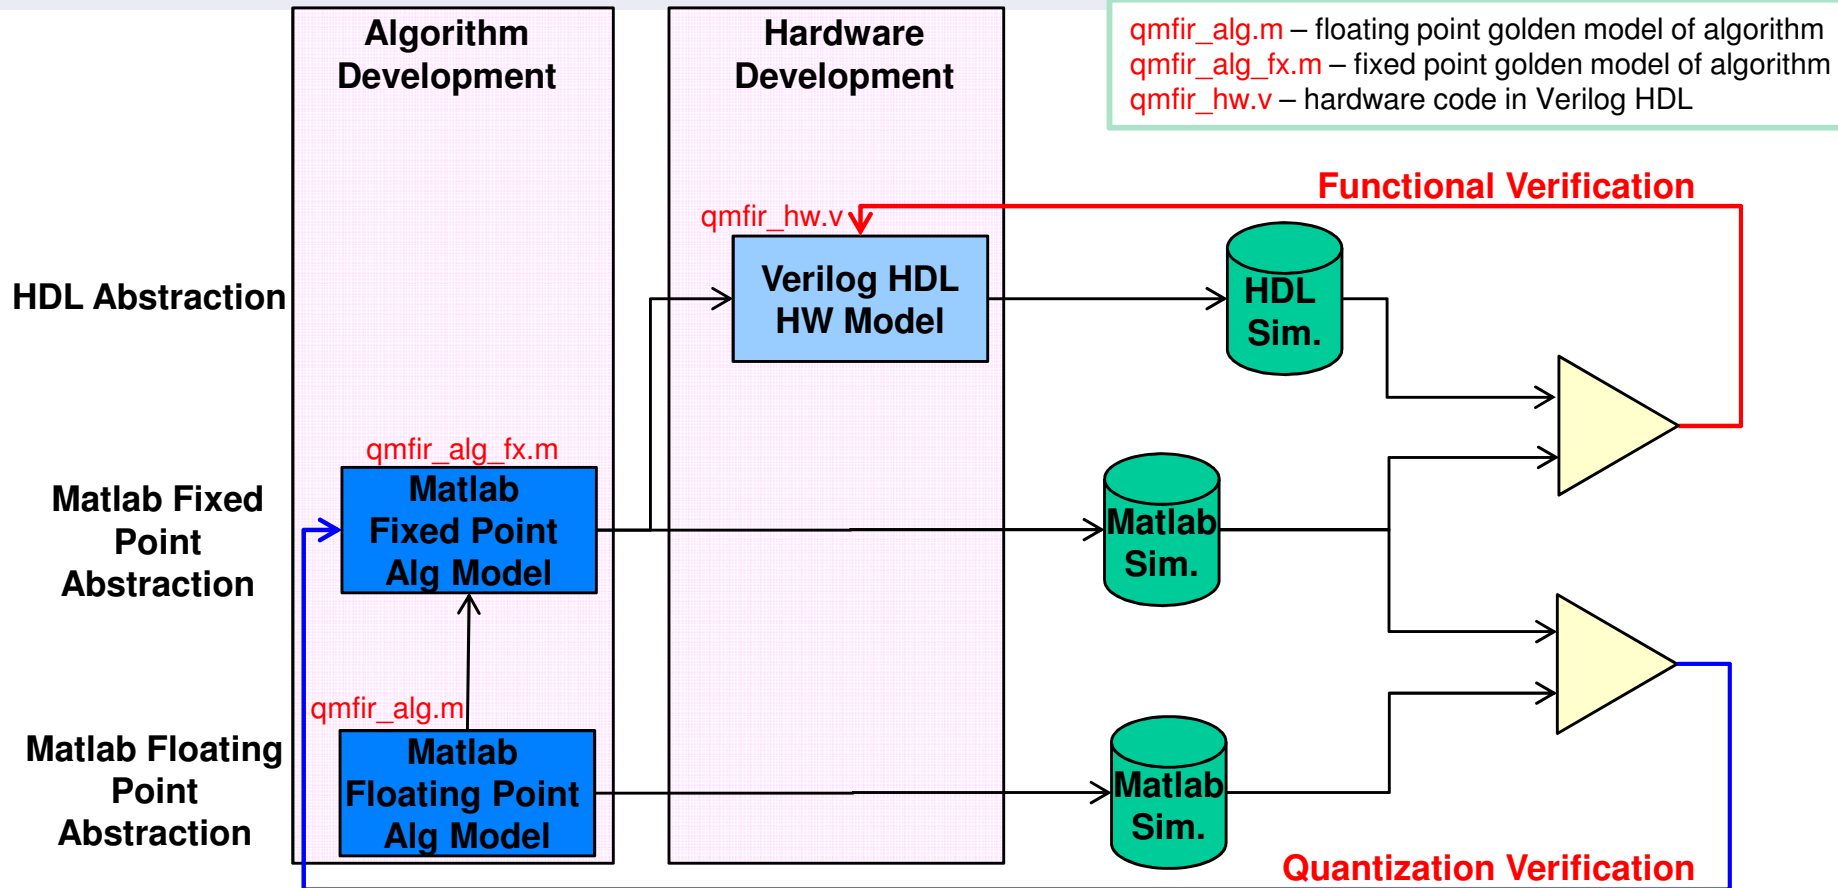 Algorithm
Development
Hardware
Development
qmfir_alg.m – floating point golden model of algorithm
qmfir_alg_fx.m – fixed point golden model of algorithm
qmfir_hw.v – hardware code in Verilog HDL
Functional Verification
qmfir_hw.v
HDL Abstraction
Verilog HDL
HW Model
HDL
Sim.
qmfir_alg_fx.m
Matlab Fixed
Point
Abstraction
Matlab
Fixed Point
Alg Model
Matlab
Sim.
qmfir_alg.m
Matlab Floating
Point
Abstraction
Matlab
Floating Point
Alg Model
Matlab
Sim.
Quantization Verification